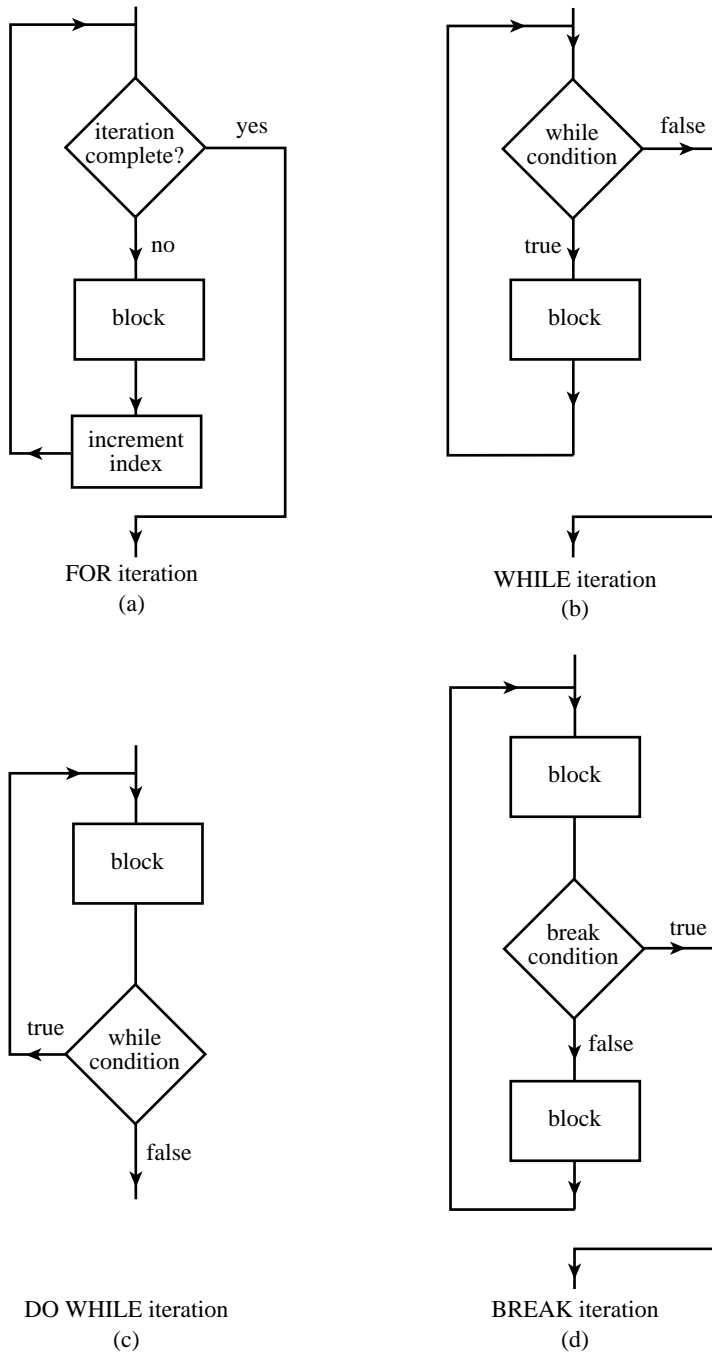 iteration
complete?
yes
no
block
increment
index
FOR iteration
(a)
while
condition
false
true
block
WHILE iteration
(b)
block
true
while
condition
false
DO WHILE iteration
(c)
block
break
condition
true
false
block
BREAK iteration
(d)